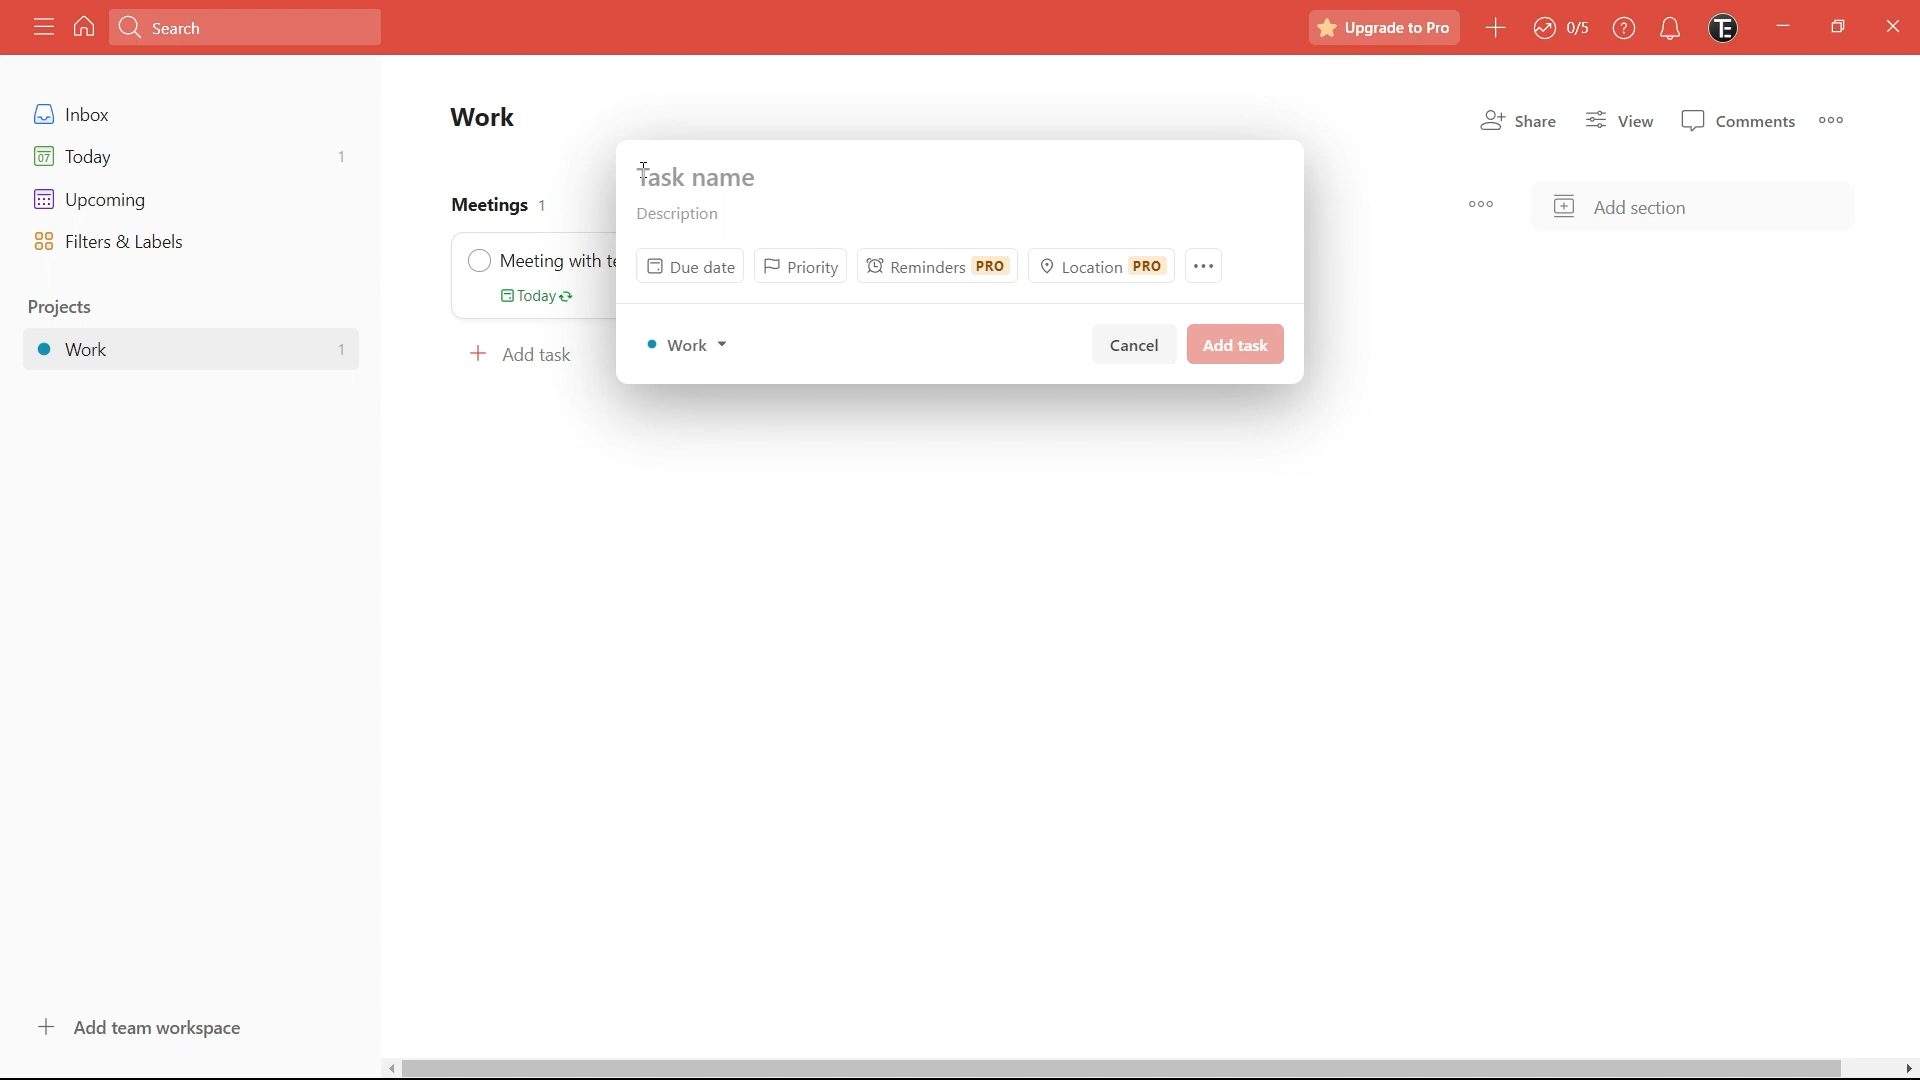 Search
Upgrade to Pro
0/5
TE
Inbox
07 Today 1
Upcoming
Filters & Labels
Projects
Work 1
Add team workspace
Work
Share View Comments
Meetings 1
Add section
Meeting with
Today
Add task
Task name
Description
Due date Priority Reminders PRO Location PRO
Work
Cancel Add task